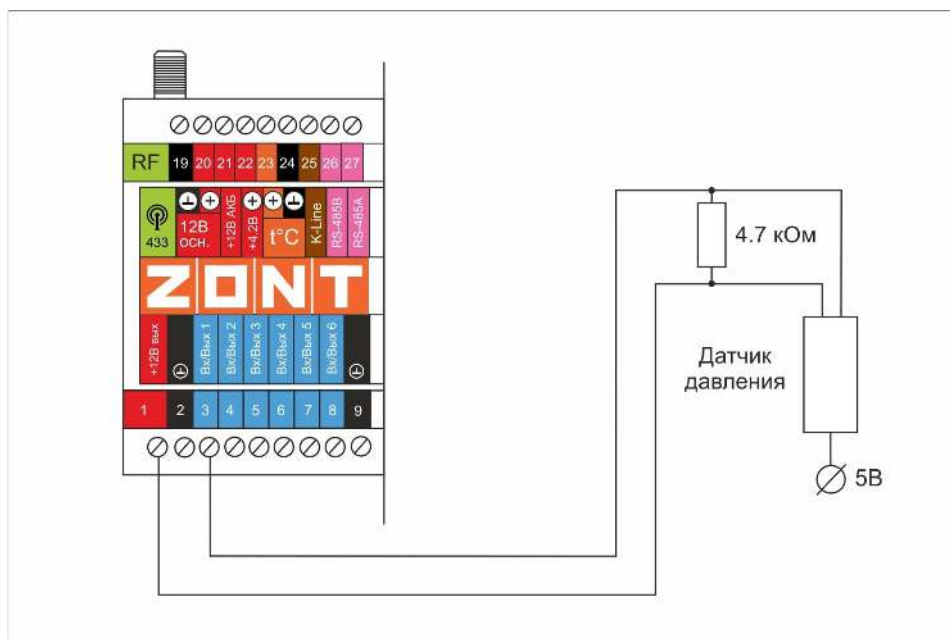 RF 19 20 21 22 23 24 25 26 27
433
12В
осн.
+12В АКБ
+4.2В
t°C
K-Line
RS-485B
RS-485A
ZONT
+12В вых
Вх/Вых 1
Вх/Вых 2
Вх/Вых 3
Вх/Вых 4
Вх/Вых 5
Вх/Вых 6
1 2 3 4 5 6 7 8 9
4.7 кОм
Датчик
давления
5В